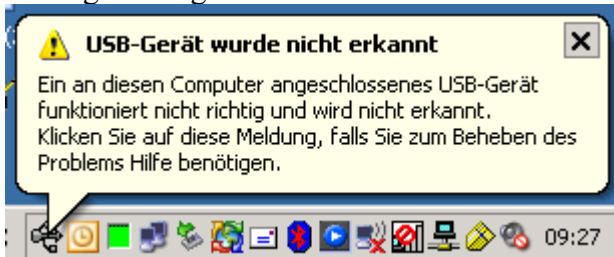 USB-Gerät wurde nicht erkannt
Ein an diesen Computer angeschlossenes USB-Gerät
funktioniert nicht richtig und wird nicht erkannt.
Klicken Sie auf diese Meldung, falls Sie zum Beheben des
Problems Hilfe benötigen.
09:27